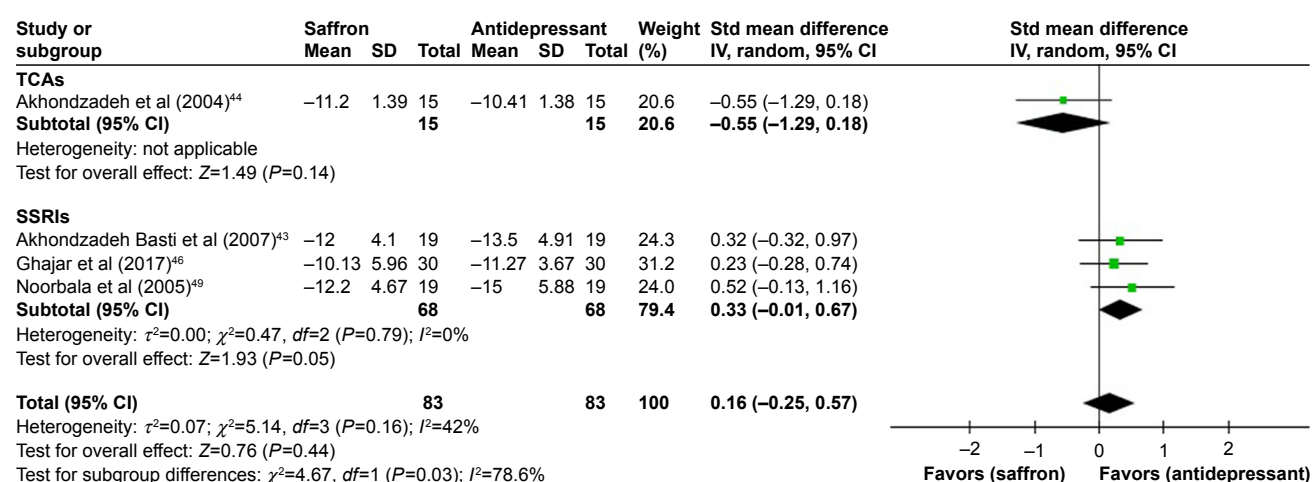 Study or Saffron Antidepressant Weight Std mean difference Std mean difference
subgroup Mean SD Total Mean SD Total (%) IV, random, 95% CI IV, random, 95% CI
TCAs
Akhondzadeh et al (2004)⁴⁴ –11.2 1.39 15 –10.41 1.38 15 20.6 –0.55 (–1.29, 0.18)
Subtotal (95% CI) 15 15 20.6 –0.55 (–1.29, 0.18)
Heterogeneity: not applicable
Test for overall effect: Z=1.49 (P=0.14)
SSRIs
Akhondzadeh Basti et al (2007)⁴³ –12 4.1 19 –13.5 4.91 19 24.3 0.32 (–0.32, 0.97)
Ghajar et al (2017)⁴⁶ –10.13 5.96 30 –11.27 3.67 30 31.2 0.23 (–0.28, 0.74)
Noorbala et al (2005)⁴⁹ –12.2 4.67 19 –15 5.88 19 24.0 0.52 (–0.13, 1.16)
Subtotal (95% CI) 68 68 79.4 0.33 (–0.01, 0.67)
Heterogeneity: τ²=0.00; χ²=0.47, df=2 (P=0.79); I²=0%
Test for overall effect: Z=1.93 (P=0.05)
Total (95% CI) 83 83 100 0.16 (–0.25, 0.57)
Heterogeneity: τ²=0.07; χ²=5.14, df=3 (P=0.16); I²=42%
Test for overall effect: Z=0.76 (P=0.44)
Test for subgroup differences: χ²=4.67, df=1 (P=0.03); I²=78.6%
–2 –1 0 1 2
Favors (saffron) Favors (antidepressant)